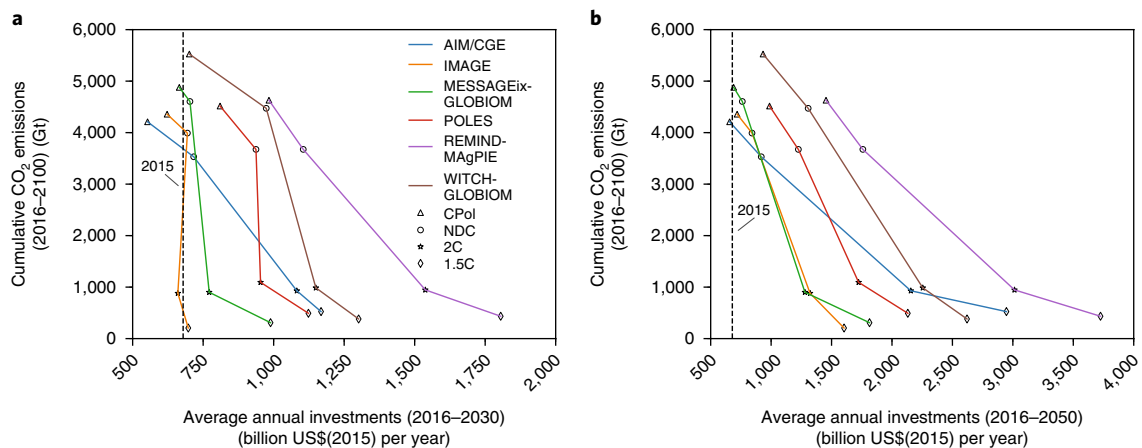 a
Cumulative CO2 emissions
(2016–2100) (Gt)
6,000
5,000
4,000
3,000
2,000
1,000
0
2015
AIM/CGE
IMAGE
MESSAGEix-
GLOBIOM
POLES
REMIND-
MAgPIE
WITCH-
GLOBIOM
CPol
NDC
2C
1.5C
500
750
1,000
1,250
1,500
1,750
2,000
Average annual investments (2016–2030)
(billion US$(2015) per year)
b
Cumulative CO2 emissions
(2016–2100) (Gt)
6,000
5,000
4,000
3,000
2,000
1,000
0
2015
500
1,000
1,500
2,000
2,500
3,000
3,500
4,000
Average annual investments (2016–2050)
(billion US$(2015) per year)